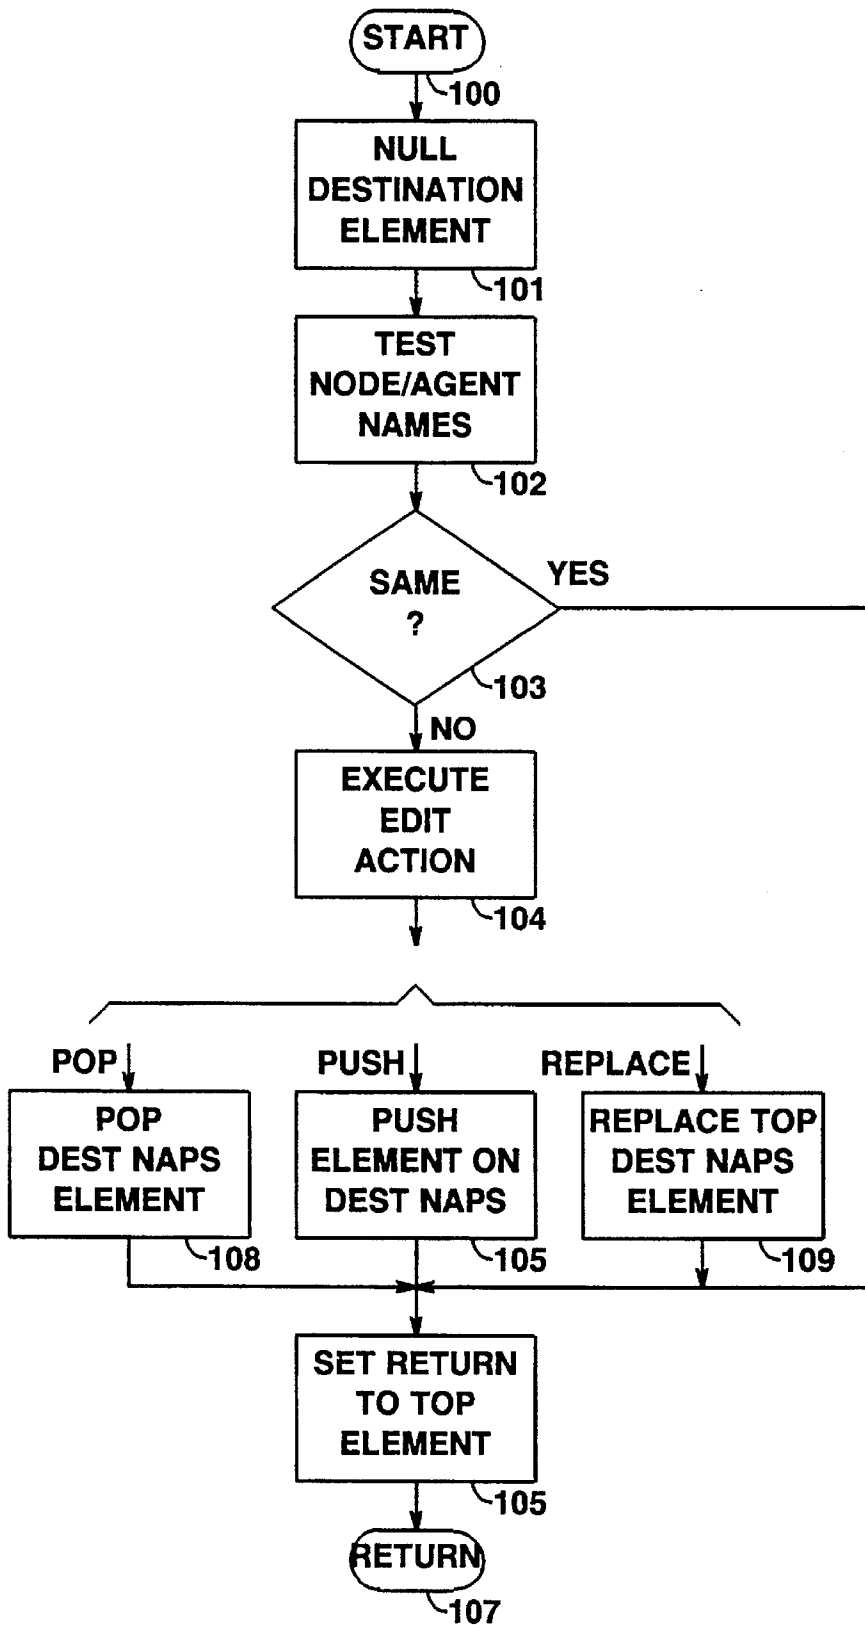 START
100
NULL
DESTINATION
ELEMENT
101
TEST
NODE/AGENT
NAMES
102
SAME
?
YES
103
NO
EXECUTE
EDIT
ACTION
104
POP
PUSH
REPLACE
POP
DEST NAPS
ELEMENT
108
PUSH
ELEMENT ON
DEST NAPS
105
REPLACE TOP
DEST NAPS
ELEMENT
109
SET RETURN
TO TOP
ELEMENT
105
RETURN
107